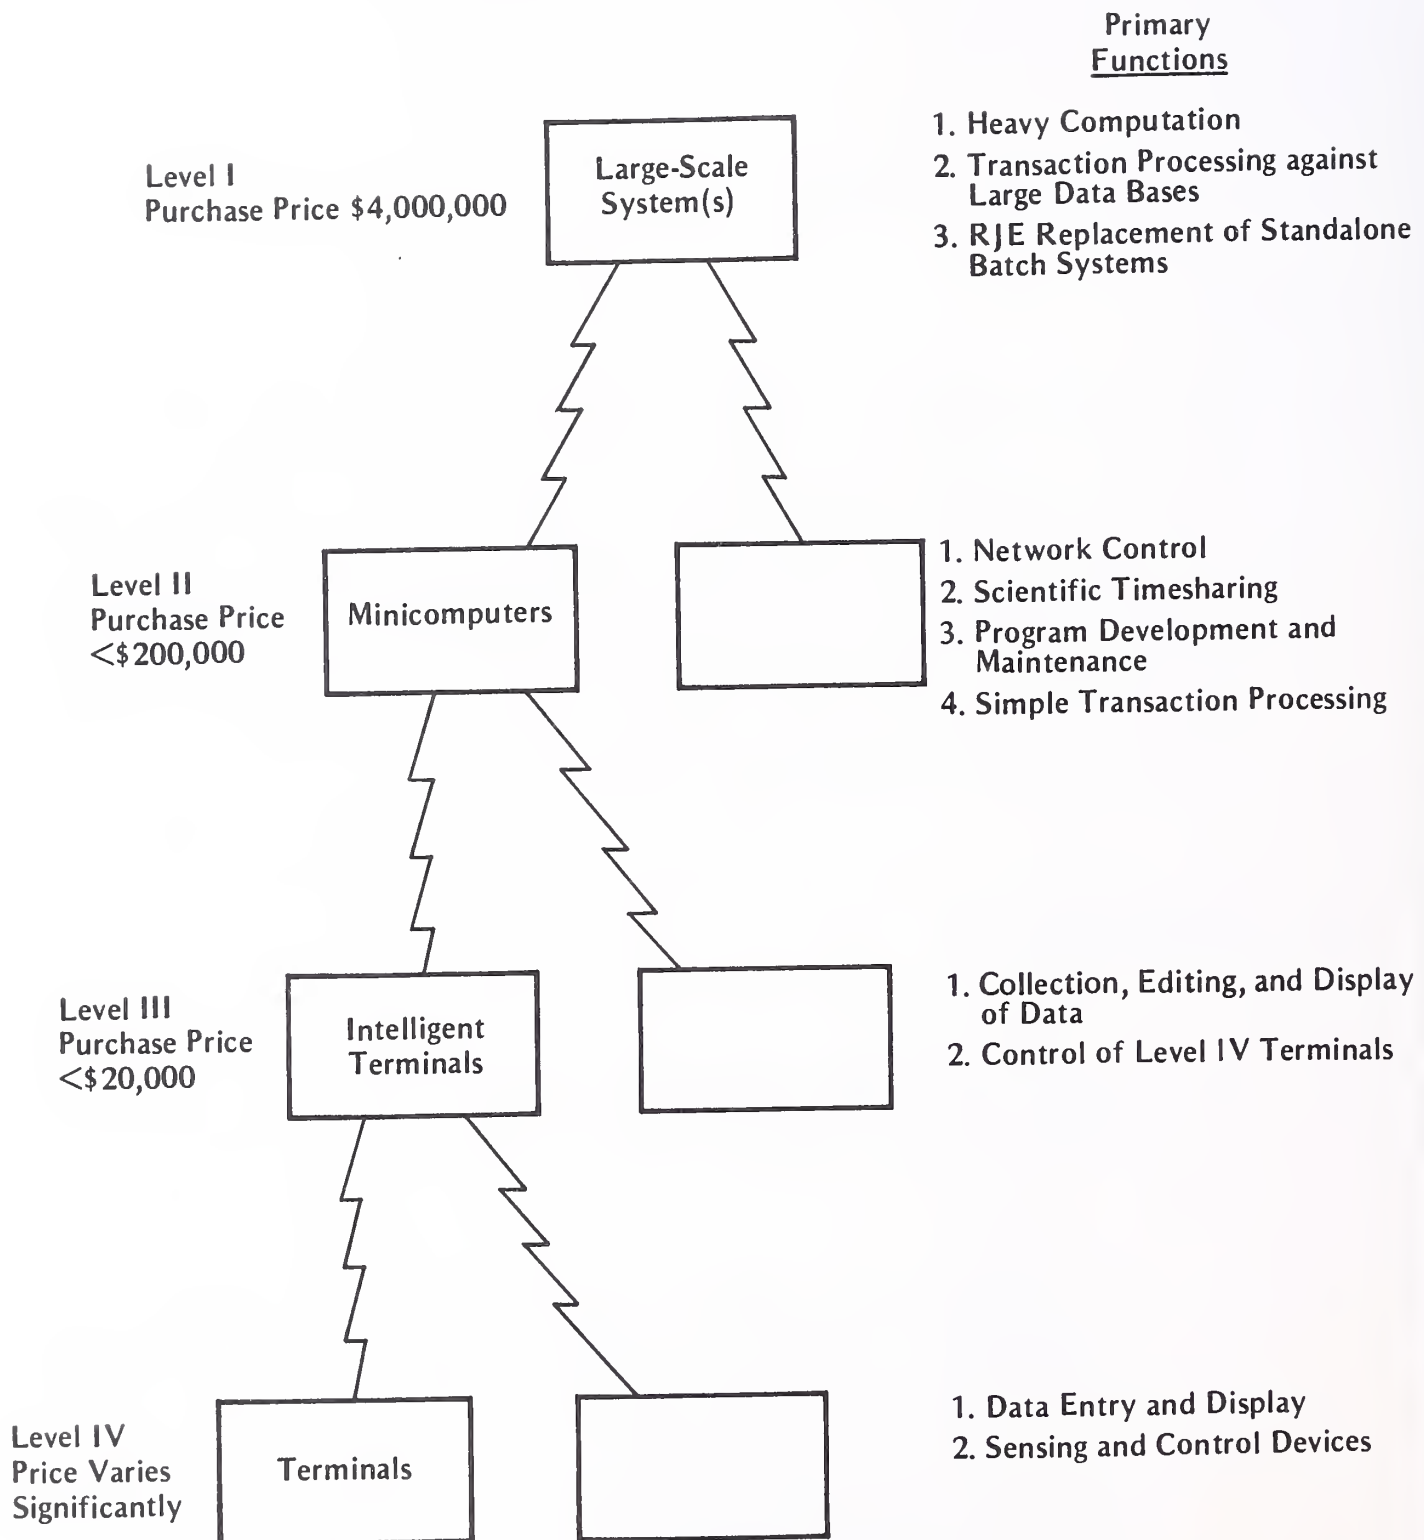 Primary
Functions
Level I
Purchase Price $4,000,000
Large-Scale
System(s)
1. Heavy Computation
2. Transaction Processing against
Large Data Bases
3. RJE Replacement of Standalone
Batch Systems
Level II
Purchase Price
<$200,000
Minicomputers
1. Network Control
2. Scientific Timesharing
3. Program Development and
Maintenance
4. Simple Transaction Processing
Level III
Purchase Price
<$20,000
Intelligent
Terminals
1. Collection, Editing, and Display
of Data
2. Control of Level IV Terminals
Level IV
Price Varies
Significantly
Terminals
1. Data Entry and Display
2. Sensing and Control Devices